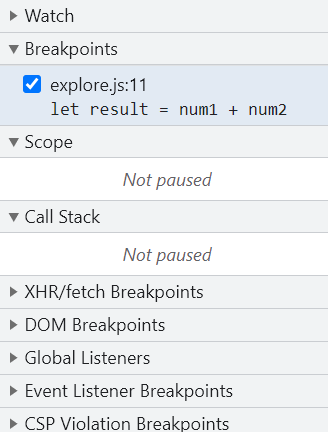 Watch
Breakpoints
explore.js:11
let result = num1 + num2
Scope
Not paused
Call Stack
Not paused
XHR/fetch Breakpoints
DOM Breakpoints
Global Listeners
Event Listener Breakpoints
CSP Violation Breakpoints